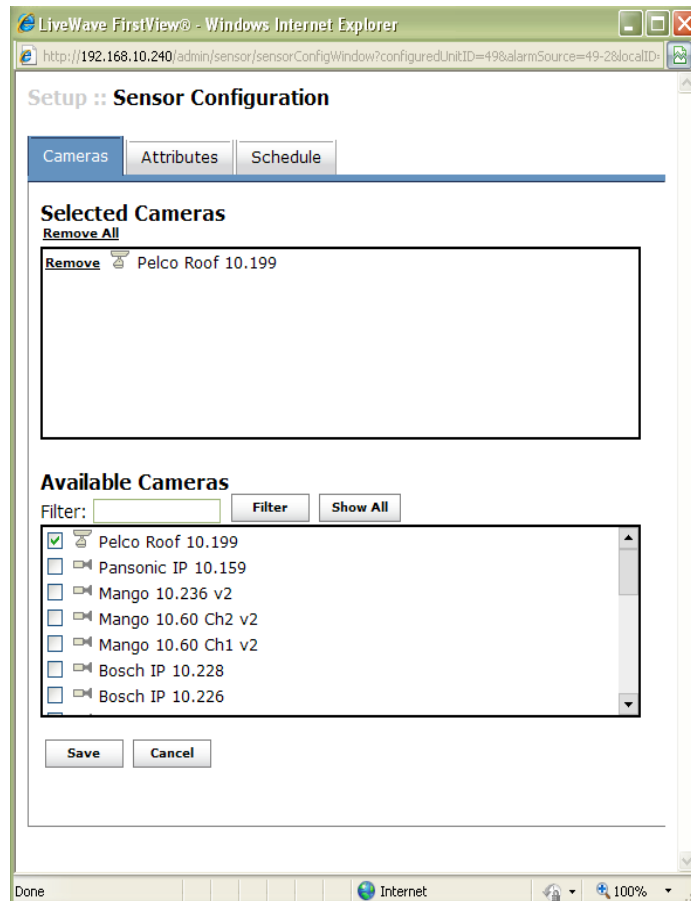 LiveWave FirstView® - Windows Internet Explorer
http://192.168.10.240/admin/sensor/sensorConfigWindow?configuredUnitID=49&alarmSource=49-2&localID=
Setup :: Sensor Configuration
Cameras Attributes Schedule
Selected Cameras
Remove All
Remove Pelco Roof 10.199
Available Cameras
Filter: Filter Show All
Pelco Roof 10.199
Pansonic IP 10.159
Mango 10.236 v2
Mango 10.60 Ch2 v2
Mango 10.60 Ch1 v2
Bosch IP 10.228
Bosch IP 10.226
Save Cancel
Done Internet 100%